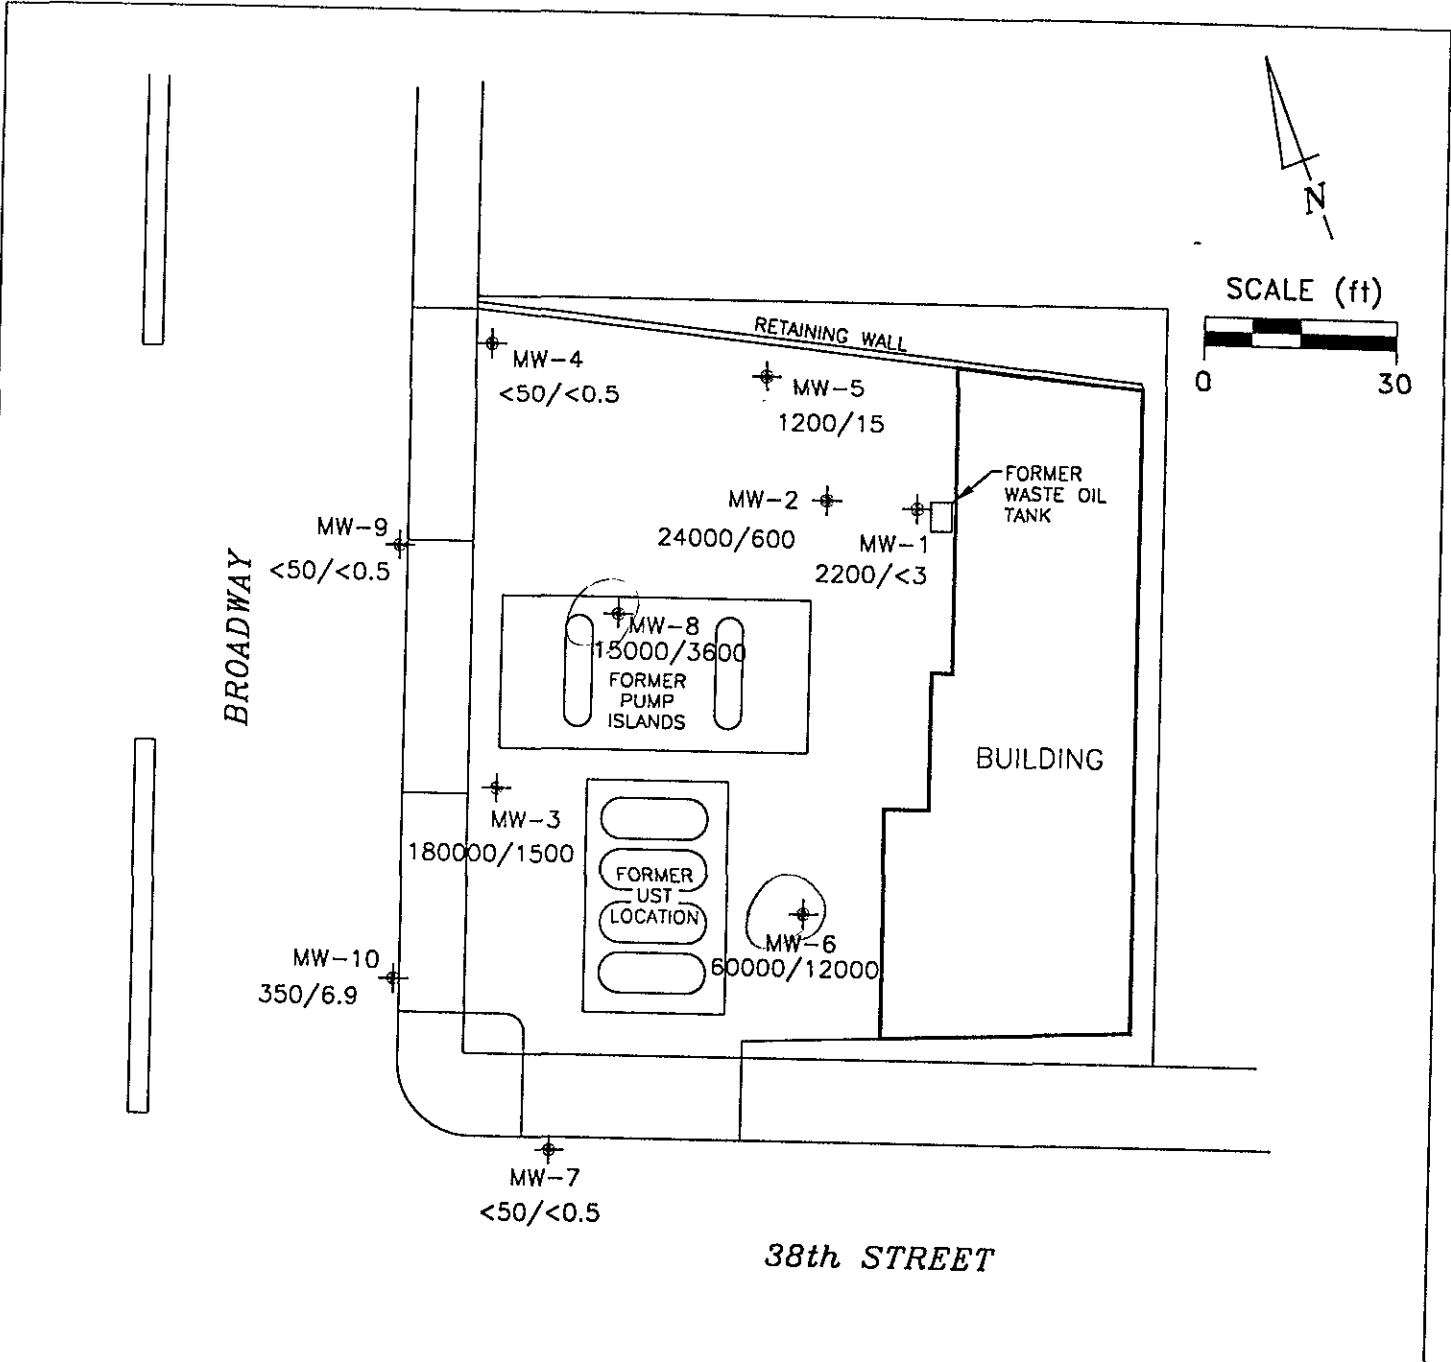 N
SCALE (ft)
0 30
RETAINING WALL
MW-4
<50/<0.5
MW-5
1200/15
FORMER
WASTE OIL
TANK
MW-2
24000/600
MW-1
2200/<3
MW-9
<50/<0.5
BROADWAY
MW-8
15000/3600
FORMER
PUMP
ISLANDS
BUILDING
MW-3
180000/1500
FORMER
UST
LOCATION
MW-6
60000/12000
MW-10
350/6.9
MW-7
<50/<0.5
38th STREET